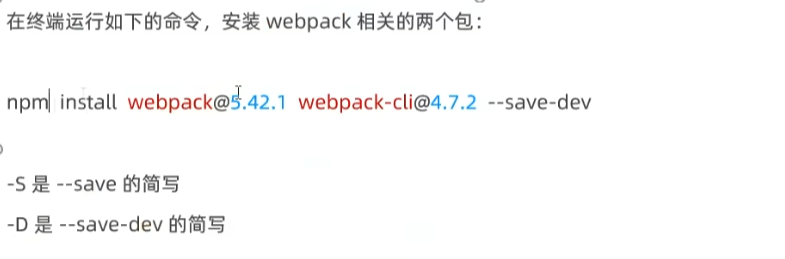 在终端运行如下的命令，安装 webpack 相关的两个包：
npm install webpack@5.42.1 webpack-cli@4.7.2 --save-dev
-S 是 --save 的简写
-D 是 --save-dev 的简写